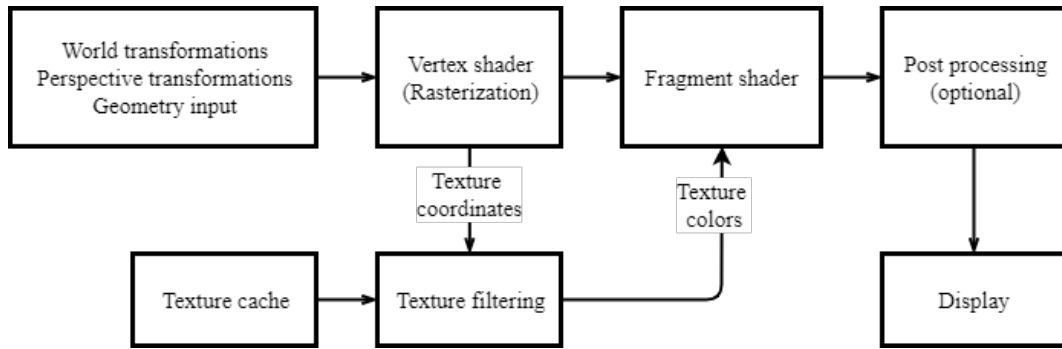 World transformations
Perspective transformations
Geometry input
Vertex shader
(Rasterization)
Fragment shader
Post processing
(optional)
Texture
coordinates
Texture
colors
Texture cache
Texture filtering
Display